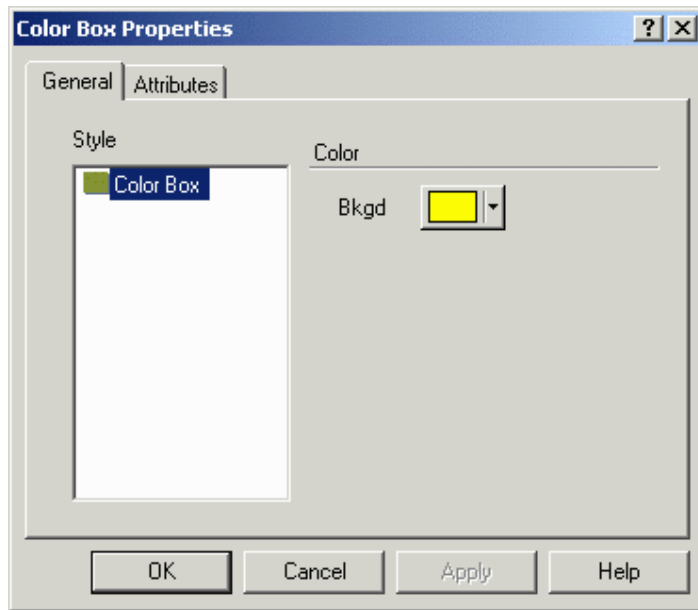 Color Box Properties
General Attributes
Style
Color
Color Box
Bkgd
OK Cancel Apply Help